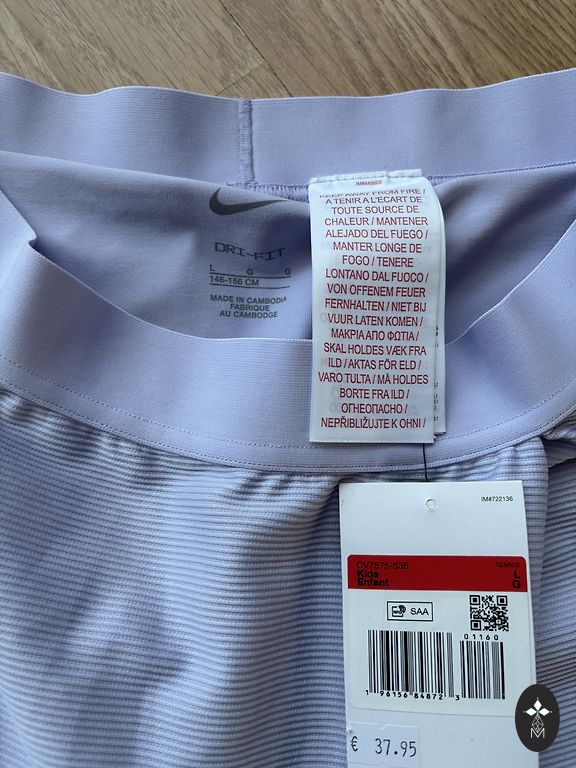 IM#845602
KEEP AWAY FROM FIRE /
A TENIR A L'ECART DE
TOUTE SOURCE DE
CHALEUR / MANTENER
ALEJADO DEL FUEGO /
MANTER LONGE DE
FOGO / TENERE
LONTANO DAL FUOCO /
VON OFFENEM FEUER
FERNHALTEN / NIET BIJ
VUUR LATEN KOMEN /
ΜΑΚΡΙΑ ΑΠΟ ΦΩΤΙΑ /
SKAL HOLDES VÆK FRA
ILD / AKTAS FÖR ELD /
VARO TULTA / MÅ HOLDES
BORTE FRA ILD /
ОГНЕОПАСНО /
NEPŘIBLIŽUJTE K OHNI /
DRI-FIT
L G G
146-156 CM
MADE IN CAMBODIA
FABRIQUE
AU CAMBODGE
IM#722136
CV7575-536 TENNIS
Kids L
Enfant G
SAA
01160
1 96156 84872 3
€ 37.95
M